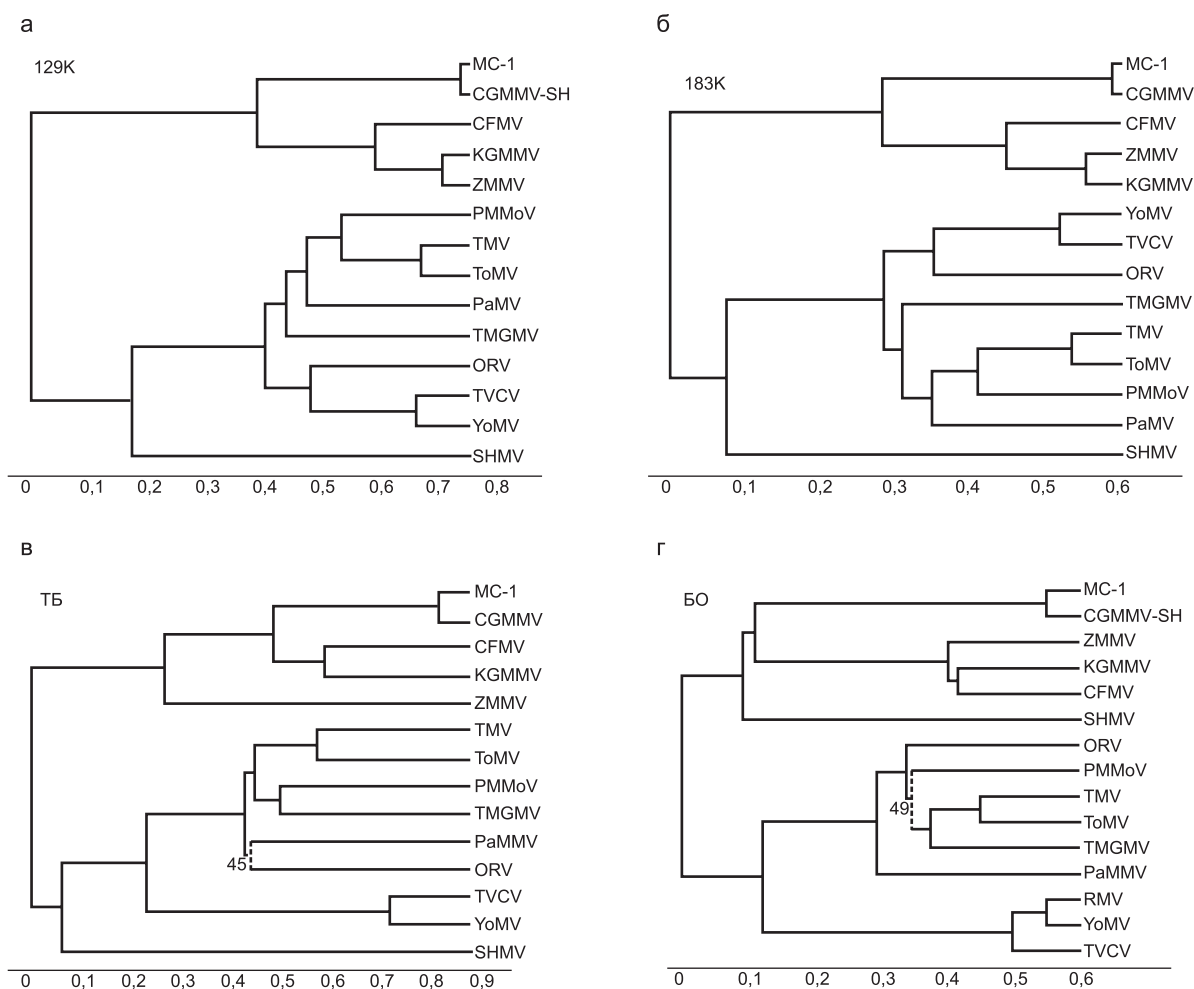 а
129K
MC-1
CGMMV-SH
CFMV
KGMMV
ZMMV
PMMoV
TMV
ToMV
PaMV
TMGMV
ORV
TVCV
YoMV
SHMV
0 0,1 0,2 0,3 0,4 0,5 0,6 0,7 0,8
б
183K
MC-1
CGMMV
CFMV
ZMMV
KGMMV
YoMV
TVCV
ORV
TMGMV
TMV
ToMV
PMMoV
PaMV
SHMV
0 0,1 0,2 0,3 0,4 0,5 0,6
в
ТБ
MC-1
CGMMV
CFMV
KGMMV
ZMMV
TMV
ToMV
PMMoV
TMGMV
PaMMV
45
ORV
TVCV
YoMV
SHMV
0 0,1 0,2 0,3 0,4 0,5 0,6 0,7 0,8 0,9
г
БО
MC-1
CGMMV-SH
ZMMV
KGMMV
CFMV
SHMV
ORV
PMMoV
TMV
49
ToMV
TMGMV
PaMMV
RMV
YoMV
TVCV
0 0,1 0,2 0,3 0,4 0,5 0,6